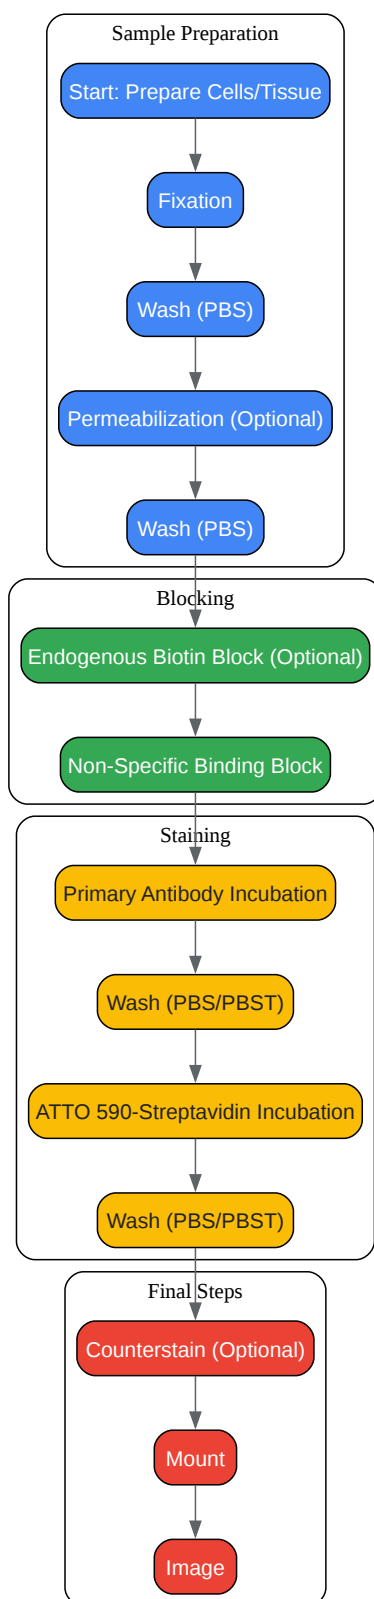 Sample Preparation
Start: Prepare Cells/Tissue
Fixation
Wash (PBS)
Permeabilization (Optional)
Wash (PBS)
Blocking
Endogenous Biotin Block (Optional)
Non-Specific Binding Block
Staining
Primary Antibody Incubation
Wash (PBS/PBST)
ATTO 590-Streptavidin Incubation
Wash (PBS/PBST)
Final Steps
Counterstain (Optional)
Mount
Image